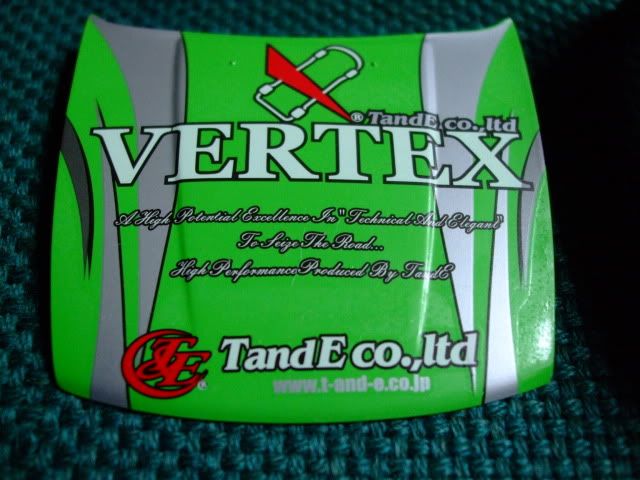 ® TandE co.,ltd
VERTEX
A High Potential Excellence In "Technical And Elegant"
To Seize The Road...
High Performance Produced By TandE
T&E ® TandE co.,ltd
www.t-and-e.co.jp